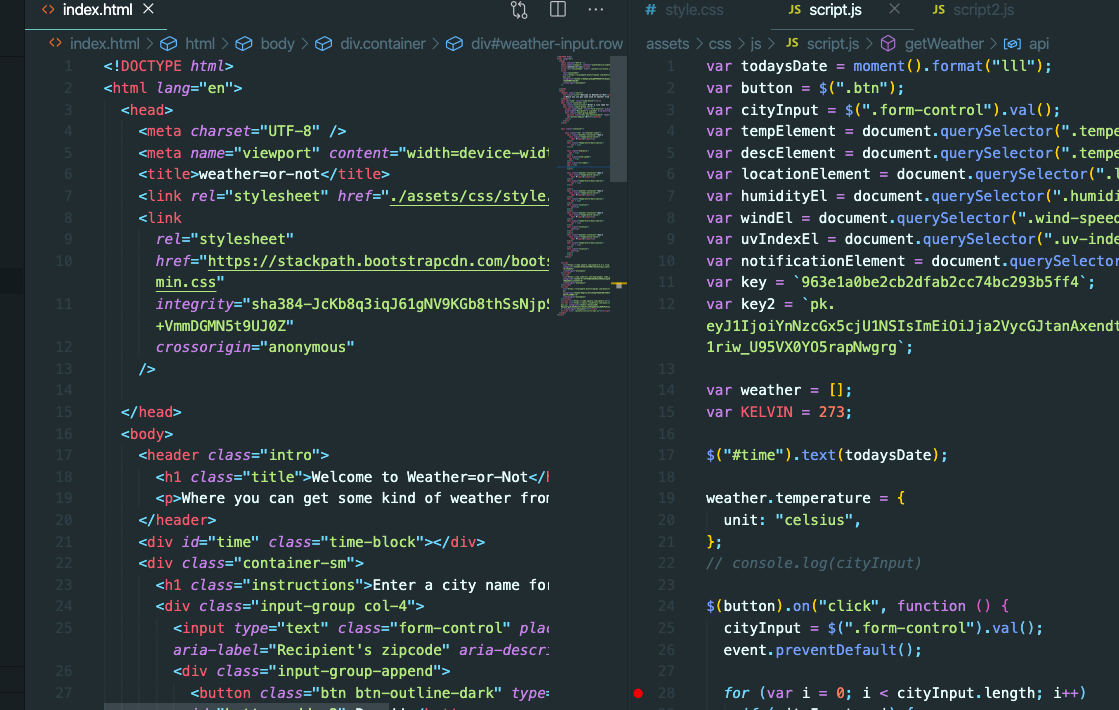 <> index.html ×
index.html > html > body > div.container > div#weather-input.row
1 <!DOCTYPE html>
2 <html lang="en">
3 <head>
4 <meta charset="UTF-8" />
5 <meta name="viewport" content="width=device-widt
6 <title>weather=or-not</title>
7 <link rel="stylesheet" href="./assets/css/style.
8 <link
9 rel="stylesheet"
10 href="https://stackpath.bootstrapcdn.com/boots
min.css"
11 integrity="sha384-JcKb8q3iqJ61gNV9KGb8thSsNjpS
+VmmDGMN5t9UJ0Z"
12 crossorigin="anonymous"
13 />
14
15 </head>
16 <body>
17 <header class="intro">
18 <h1 class="title">Welcome to Weather=or-Not</h
19 <p>Where you can get some kind of weather from
20 </header>
21 <div id="time" class="time-block"></div>
22 <div class="container-sm">
23 <h1 class="instructions">Enter a city name for
24 <div class="input-group col-4">
25 <input type="text" class="form-control" plac
aria-label="Recipient's zipcode" aria-descri
26 <div class="input-group-append">
27 <button class="btn btn-outline-dark" type=
# style.css JS script.js × JS script2.js
assets > css > js > JS script.js > getWeather > api
1 var todaysDate = moment().format("lll");
2 var button = $(".btn");
3 var cityInput = $(".form-control").val();
4 var tempElement = document.querySelector(".tempe
5 var descElement = document.querySelector(".tempe
6 var locationElement = document.querySelector(".l
7 var humidityEl = document.querySelector(".humidi
8 var windEl = document.querySelector(".wind-speed
9 var uvIndexEl = document.querySelector(".uv-inde
10 var notificationElement = document.querySelector
11 var key = `963e1a0be2cb2dfab2cc74bc293b5ff4`;
12 var key2 = `pk.
eyJ1IjoiYnNzcGx5cjU1NSIsImEiOiJja2VycGJtanAxendt
1riw_U95VX0YO5rapNwgrg`;
13
14 var weather = [];
15 var KELVIN = 273;
16
17 $("#time").text(todaysDate);
18
19 weather.temperature = {
20 unit: "celsius",
21 };
22 // console.log(cityInput)
23
24 $(button).on("click", function () {
25 cityInput = $(".form-control").val();
26 event.preventDefault();
27
28 for (var i = 0; i < cityInput.length; i++)